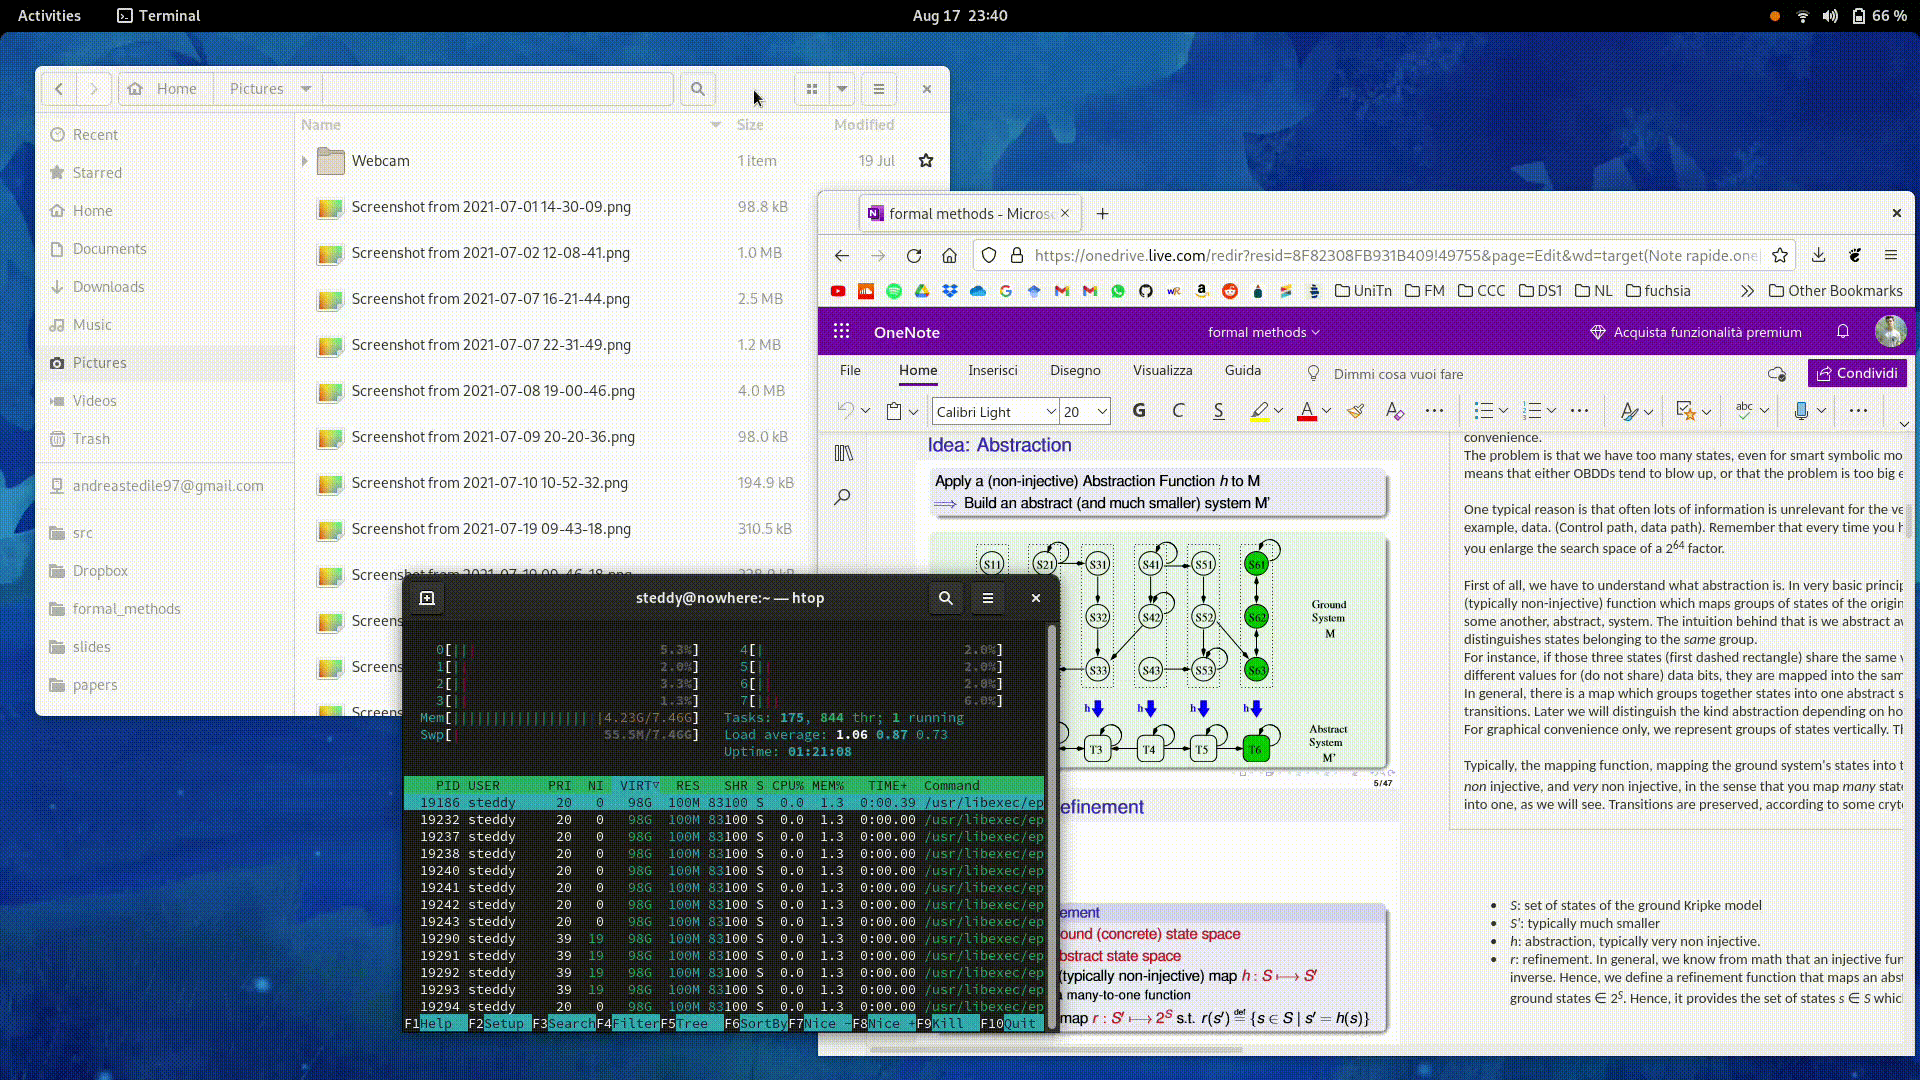 Activities
Terminal
Aug 17 23:40
66 %
Home
Pictures
Name
Size
Modified
Recent
Starred
Home
Documents
Downloads
Music
Pictures
Videos
Trash
andreastedile97@gmail.com
src
Dropbox
formal_methods
slides
papers
Webcam 1 item 19 Jul
Screenshot from 2021-07-01 14-30-09.png 98.8 kB
Screenshot from 2021-07-02 12-08-41.png 1.0 MB
Screenshot from 2021-07-07 16-21-44.png 2.5 MB
Screenshot from 2021-07-07 22-31-49.png 1.2 MB
Screenshot from 2021-07-08 19-00-46.png 4.0 MB
Screenshot from 2021-07-09 20-20-36.png 98.0 kB
Screenshot from 2021-07-10 10-52-32.png 194.9 kB
Screenshot from 2021-07-19 09-43-18.png 310.5 kB
formal methods - Micros
https://onedrive.live.com/redir?resid=8F82308FB931B409!49755&page=Edit&wd=target(Note rapide.one
UniTn FM CCC DS1 NL fuchsia Other Bookmarks
OneNote
formal methods
Acquista funzionalità premium
File Home Inserisci Disegno Visualizza Guida Dimmi cosa vuoi fare
Condividi
Calibri Light 20 G C S
Idea: Abstraction
Apply a (non-injective) Abstraction Function h to M
⟹ Build an abstract (and much smaller) system M'
S11 S21 S31 S41 S51 S61
S32 S42 S52 S62
S33 S43 S53 S63
Ground
System
M
h h h h
T3 T4 T5 T6
Abstract
System
M'
5/47
efinement
ement
ound (concrete) state space
bstract state space
(typically non-injective) map h : S ⟼ S'
many-to-one function
map r : S' ⟼ 2^S s.t. r(s') ≝ {s ∈ S | s' = h(s)}
convenience.
The problem is that we have too many states, even for smart symbolic mo
means that either OBDDs tend to blow up, or that the problem is too big e
One typical reason is that often lots of information is unrelevant for the ve
example, data. (Control path, data path). Remember that every time you h
you enlarge the search space of a 2^64 factor.
First of all, we have to understand what abstraction is. In very basic princip
(typically non-injective) function which maps groups of states of the origin
some another, abstract, system. The intuition behind that is we abstract aw
distinguishes states belonging to the same group.
For instance, if those three states (first dashed rectangle) share the same v
different values for (do not share) data bits, they are mapped into the sam
In general, there is a map which groups together states into one abstract s
transitions. Later we will distinguish the kind abstraction depending on ho
For graphical convenience only, we represent groups of states vertically. Th
Typically, the mapping function, mapping the ground system's states into t
non injective, and very non injective, in the sense that you map many state
into one, as we will see. Transitions are preserved, according to some cryte
• S: set of states of the ground Kripke model
• S': typically much smaller
• h: abstraction, typically very non injective.
• r: refinement. In general, we know from math that an injective fun
inverse. Hence, we define a refinement function that maps an abst
ground states ∈ 2^S. Hence, it provides the set of states s ∈ S whic
steddy@nowhere:~ — htop
0[ 5.3%] 4[ 2.0%]
1[ 2.0%] 5[ 2.0%]
2[ 3.3%] 6[ 2.0%]
3[ 1.3%] 7[ 6.0%]
Mem[ 4.23G/7.46G] Tasks: 175, 844 thr; 1 running
Swp[ 55.5M/7.46G] Load average: 1.06 0.87 0.73
Uptime: 01:21:08
PID USER PRI NI VIRT▽ RES SHR S CPU% MEM% TIME+ Command
19186 steddy 20 0 98G 100M 83100 S 0.0 1.3 0:00.39 /usr/libexec/ep
19232 steddy 20 0 98G 100M 83100 S 0.0 1.3 0:00.00 /usr/libexec/ep
19237 steddy 20 0 98G 100M 83100 S 0.0 1.3 0:00.00 /usr/libexec/ep
19238 steddy 20 0 98G 100M 83100 S 0.0 1.3 0:00.00 /usr/libexec/ep
19240 steddy 20 0 98G 100M 83100 S 0.0 1.3 0:00.00 /usr/libexec/ep
19241 steddy 20 0 98G 100M 83100 S 0.0 1.3 0:00.00 /usr/libexec/ep
19242 steddy 20 0 98G 100M 83100 S 0.0 1.3 0:00.00 /usr/libexec/ep
19243 steddy 20 0 98G 100M 83100 S 0.0 1.3 0:00.00 /usr/libexec/ep
19290 steddy 39 19 98G 100M 83100 S 0.0 1.3 0:00.00 /usr/libexec/ep
19291 steddy 39 19 98G 100M 83100 S 0.0 1.3 0:00.00 /usr/libexec/ep
19292 steddy 39 19 98G 100M 83100 S 0.0 1.3 0:00.00 /usr/libexec/ep
19293 steddy 39 19 98G 100M 83100 S 0.0 1.3 0:00.00 /usr/libexec/ep
19294 steddy 20 0 98G 100M 83100 S 0.0 1.3 0:00.00 /usr/libexec/ep
F1Help F2Setup F3SearchF4FilterF5Tree F6SortByF7Nice -F8Nice +F9Kill F10Quit